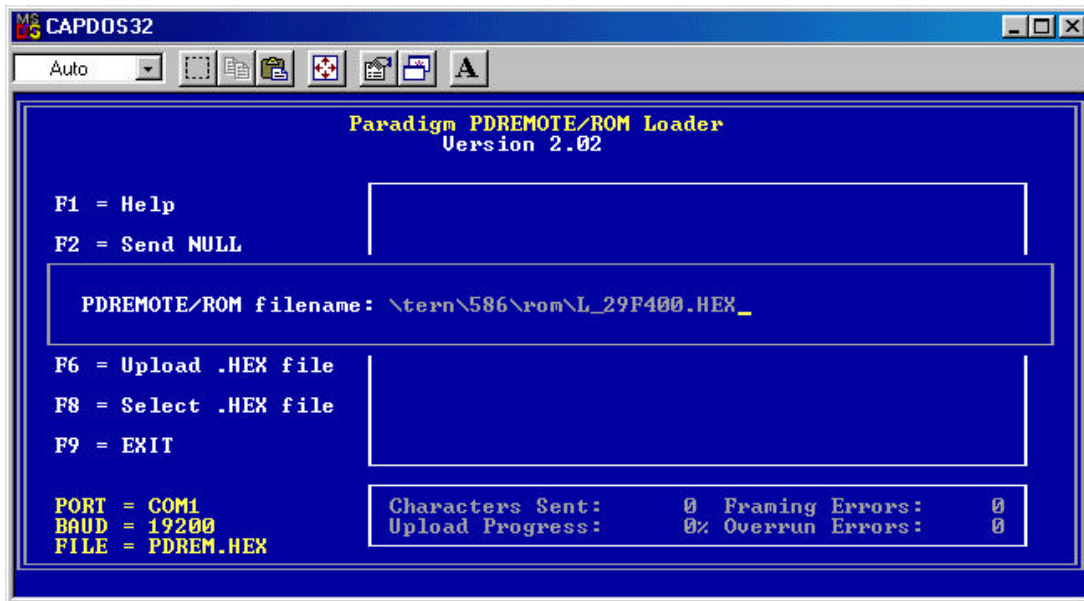 CAPDOS32
Auto
A
Paradigm PDREMOTE/ROM Loader
Version 2.02
F1 = Help
F2 = Send NULL
PDREMOTE/ROM filename: \tern\586\rom\L_29F400.HEX_
F6 = Upload .HEX file
F8 = Select .HEX file
F9 = EXIT
PORT = COM1
BAUD = 19200
FILE = PDREM.HEX
Characters Sent: 0 Framing Errors: 0
Upload Progress: 0% Overrun Errors: 0